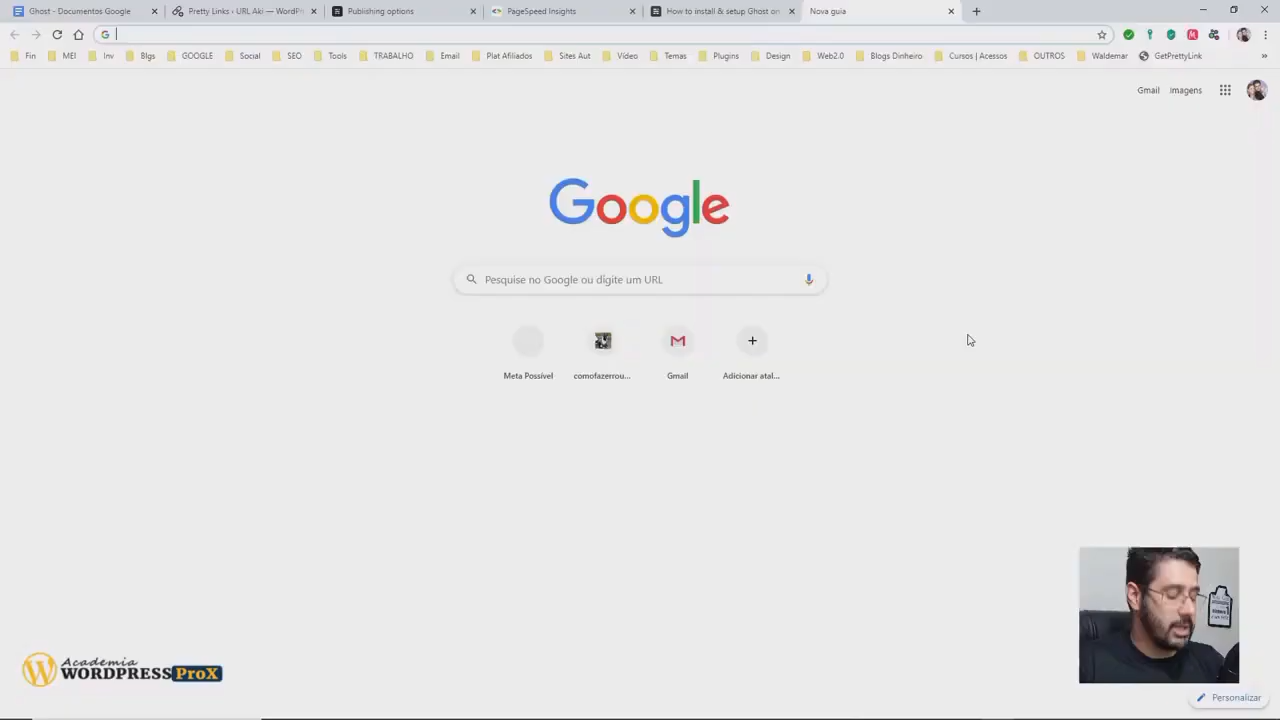 Ghost - Documentos Google
Pretty Links ‹ URL Aki — WordPr
Publishing options
PageSpeed Insights
How to install & setup Ghost on
Nova guia
Fin
MEI
Inv
Blgs
GOOGLE
Social
SEO
Tools
TRABALHO
Email
Plat Afiliados
Sites Aut
Vídeo
Temas
Plugins
Design
Web2.0
Blogs Dinheiro
Cursos | Acessos
OUTROS
Waldemar
GetPrettyLink
»
Gmail
Imagens
Google
Pesquise no Google ou digite um URL
Meta Possível
comofazerrou...
Gmail
Adicionar atal...
Academia
WORDPRESS ProX
Personalizar